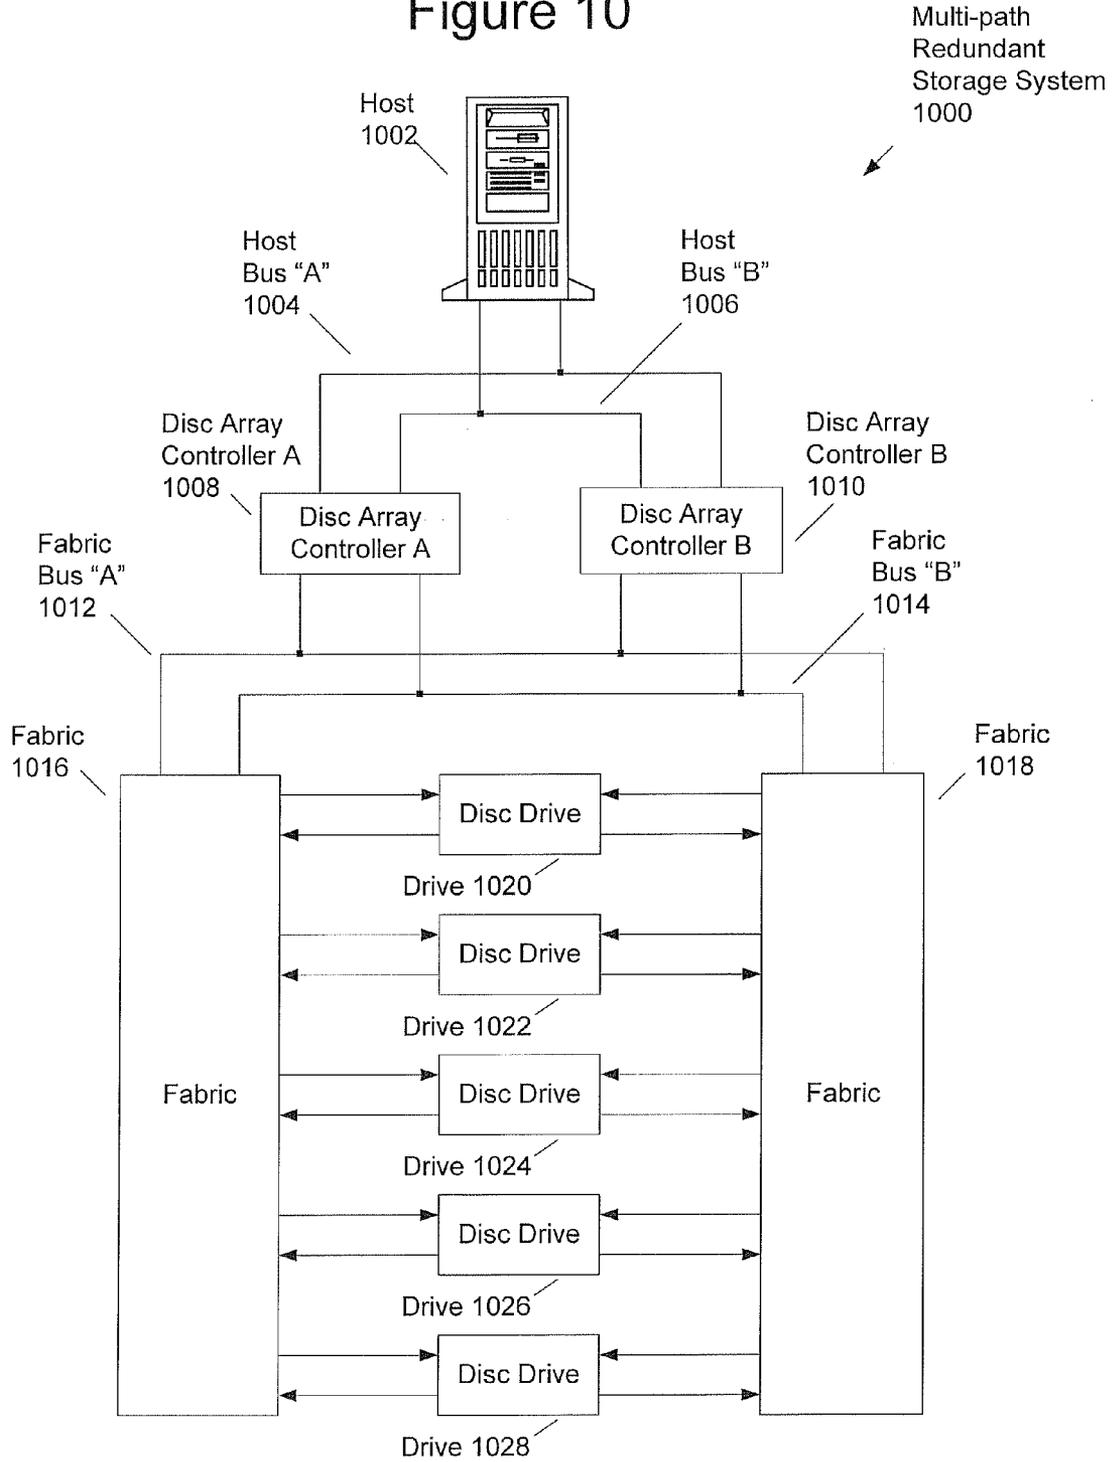 Figure 10
Multi-path
Redundant
Storage System
1000
Host
1002
Host
Bus “A”
1004
Host
Bus “B”
1006
Disc Array
Controller A
1008
Disc Array
Controller B
1010
Disc Array
Controller A
Disc Array
Controller B
Fabric
Bus “A”
1012
Fabric
Bus “B”
1014
Fabric
1016
Fabric
1018
Disc Drive
Drive 1020
Disc Drive
Drive 1022
Fabric
Disc Drive
Fabric
Drive 1024
Disc Drive
Drive 1026
Disc Drive
Drive 1028